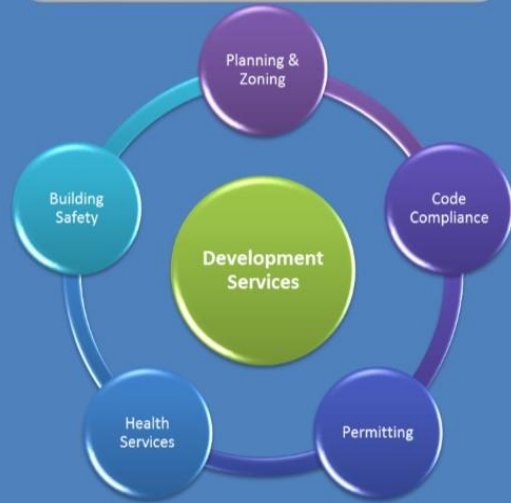 Planning &
Zoning
Code
Compliance
Permitting
Health
Services
Building
Safety
Development
Services